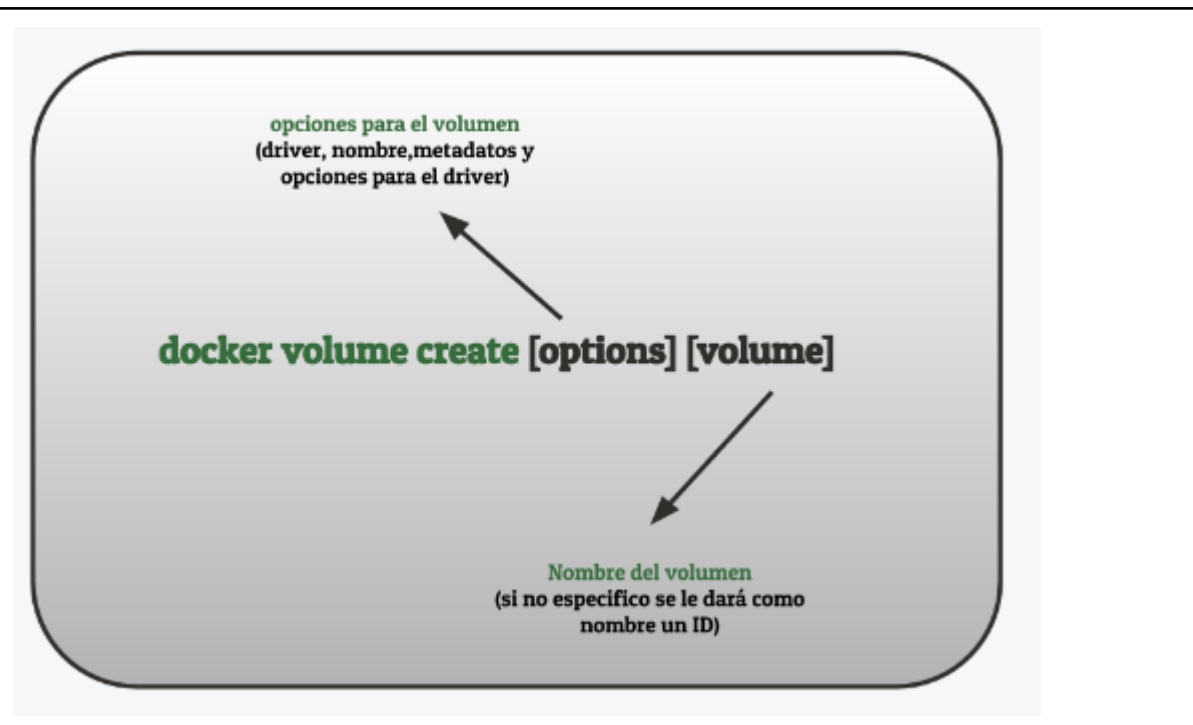 opciones para el volumen
(driver, nombre,metadatos y
opciones para el driver)
docker volume create [options] [volume]
Nombre del volumen
(si no especifico se le dará como
nombre un ID)